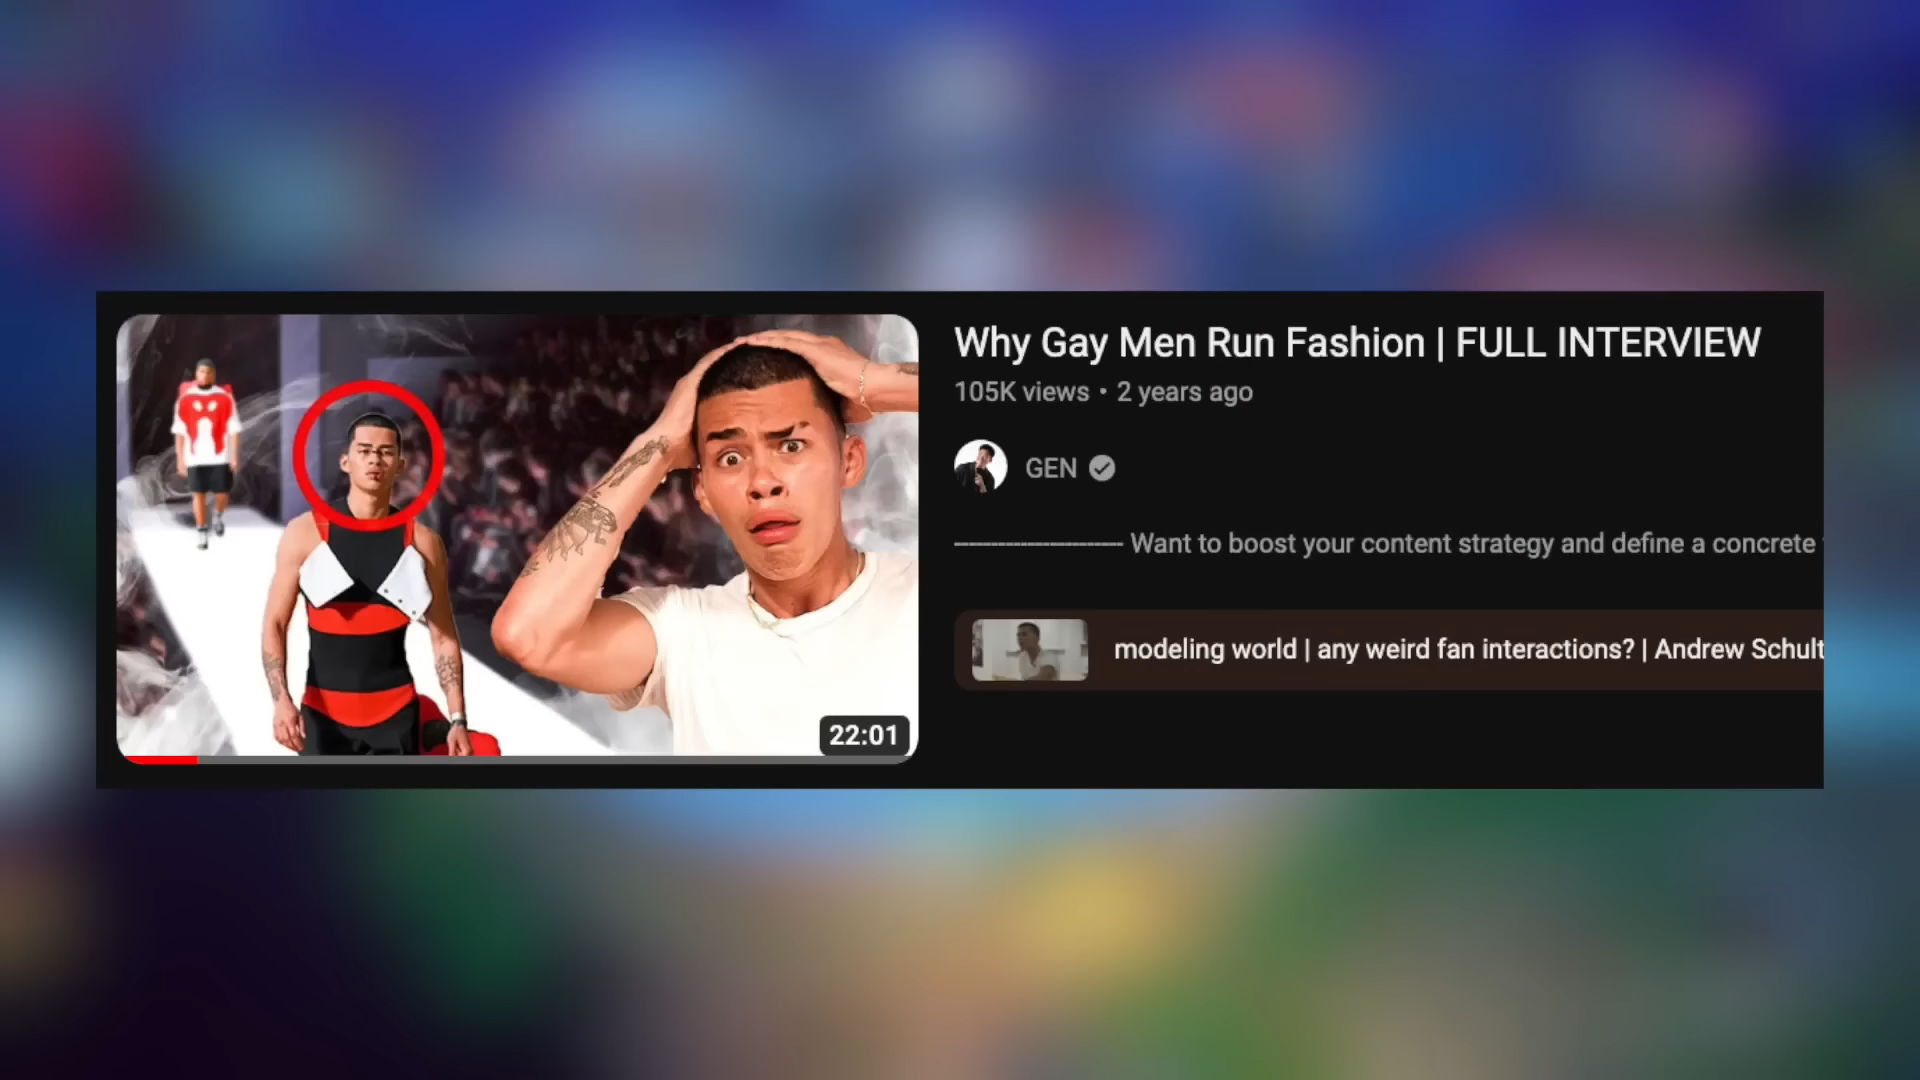 Why Gay Men Run Fashion | FULL INTERVIEW
105K views • 2 years ago
GEN
Want to boost your content strategy and define a concrete
modeling world | any weird fan interactions? | Andrew Schult
22:01